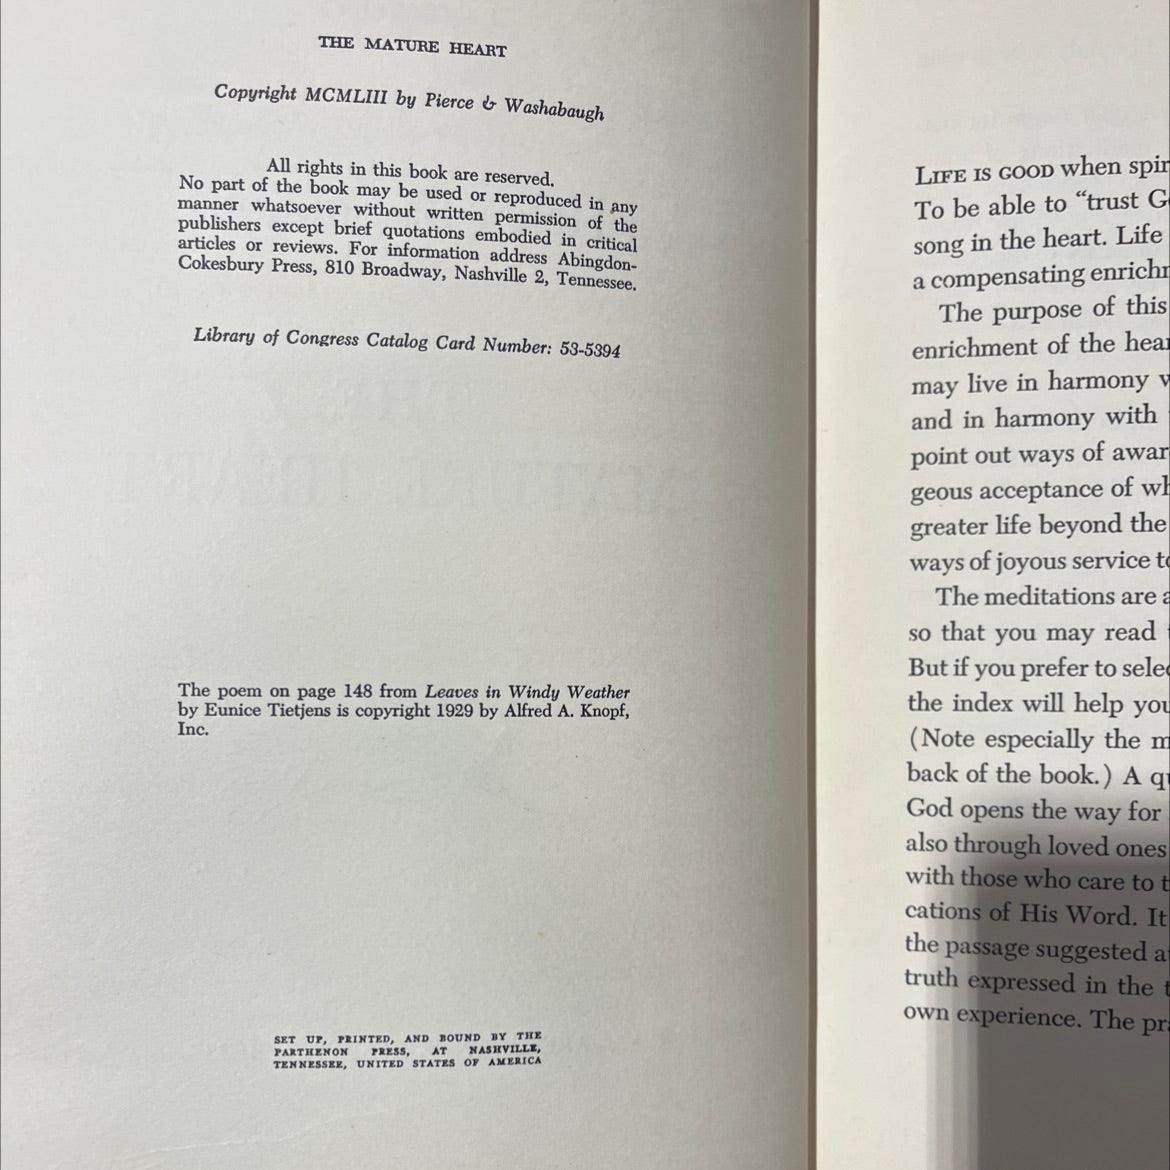 THE MATURE HEART
Copyright MCMLIII by Pierce & Washabaugh
All rights in this book are reserved.
No part of the book may be used or reproduced in any
manner whatsoever without written permission of the
publishers except brief quotations embodied in critical
articles or reviews. For information address Abingdon-
Cokesbury Press, 810 Broadway, Nashville 2, Tennessee.
Library of Congress Catalog Card Number: 53-5394
The poem on page 148 from Leaves in Windy Weather
by Eunice Tietjens is copyright 1929 by Alfred A. Knopf,
Inc.
SET UP, PRINTED, AND BOUND BY THE
PARTHENON PRESS, AT NASHVILLE,
TENNESSEE, UNITED STATES OF AMERICA
LIFE IS GOOD when
To be able to "trust
song in the heart. Life
a compensating
The purpose of this
enrichment of the
may live in harmony
and in harmony with
point out ways of
geous acceptance of
greater life beyond the
ways of joyous service
The meditations are
so that you may read
But if you prefer to
the index will help
(Note especially the
back of the book.) A
God opens the way for
also through loved ones
with those who care to
cations of His Word. It
the passage suggested
truth expressed in the
own experience. The